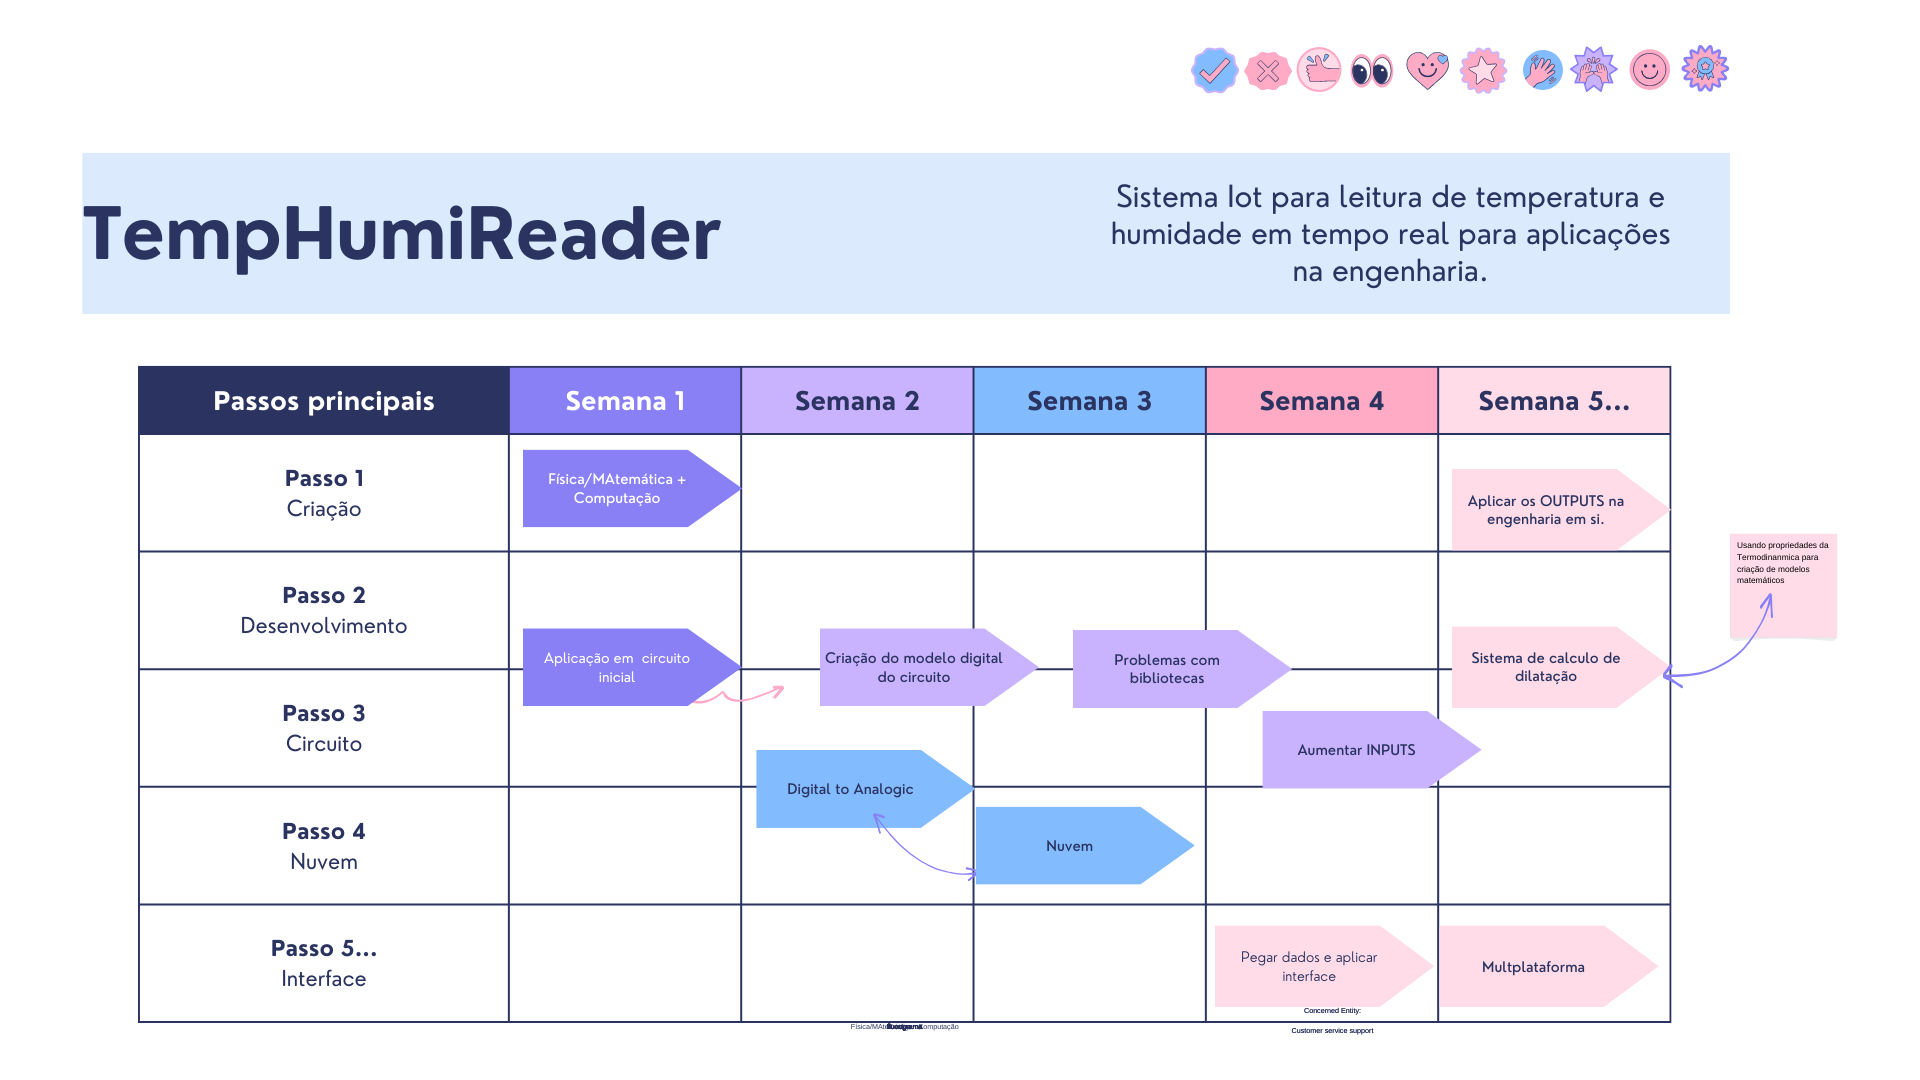 TempHumiReader
Sistema Iot para leitura de temperatura e
humidade em tempo real para aplicações
na engenharia.
Passos principais
Semana 1
Semana 2
Semana 3
Semana 4
Semana 5...
Passo 1
Criação
Física/MAtemática +
Computação
Aplicar os OUTPUTS na
engenharia em si.
Usando propriedades da
Termodinanmica para
criação de modelos
matemáticos
Passo 2
Desenvolvimento
Aplicação em  circuito
inicial
Criação do modelo digital
do circuito
Problemas com
bibliotecas
Sistema de calculo de
dilatação
Passo 3
Circuito
Aumentar INPUTS
Digital to Analogic
Passo 4
Nuvem
Nuvem
Passo 5...
Interface
Pegar dados e aplicar
interface
Multplataforma
Concerned Entity:
Customer service support